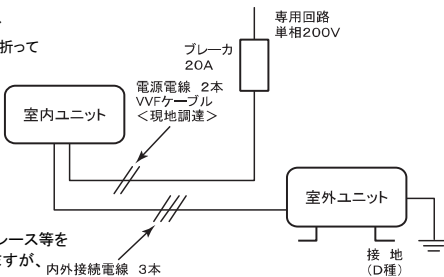 折って
専用回路
単相200V
ブレーカ
20A
電源電線 2本
VVFケーブル
<現地調達>
室内ユニット
室外ユニット
レース等を
すが、
内外接続電線 3本
接 地
(D種)